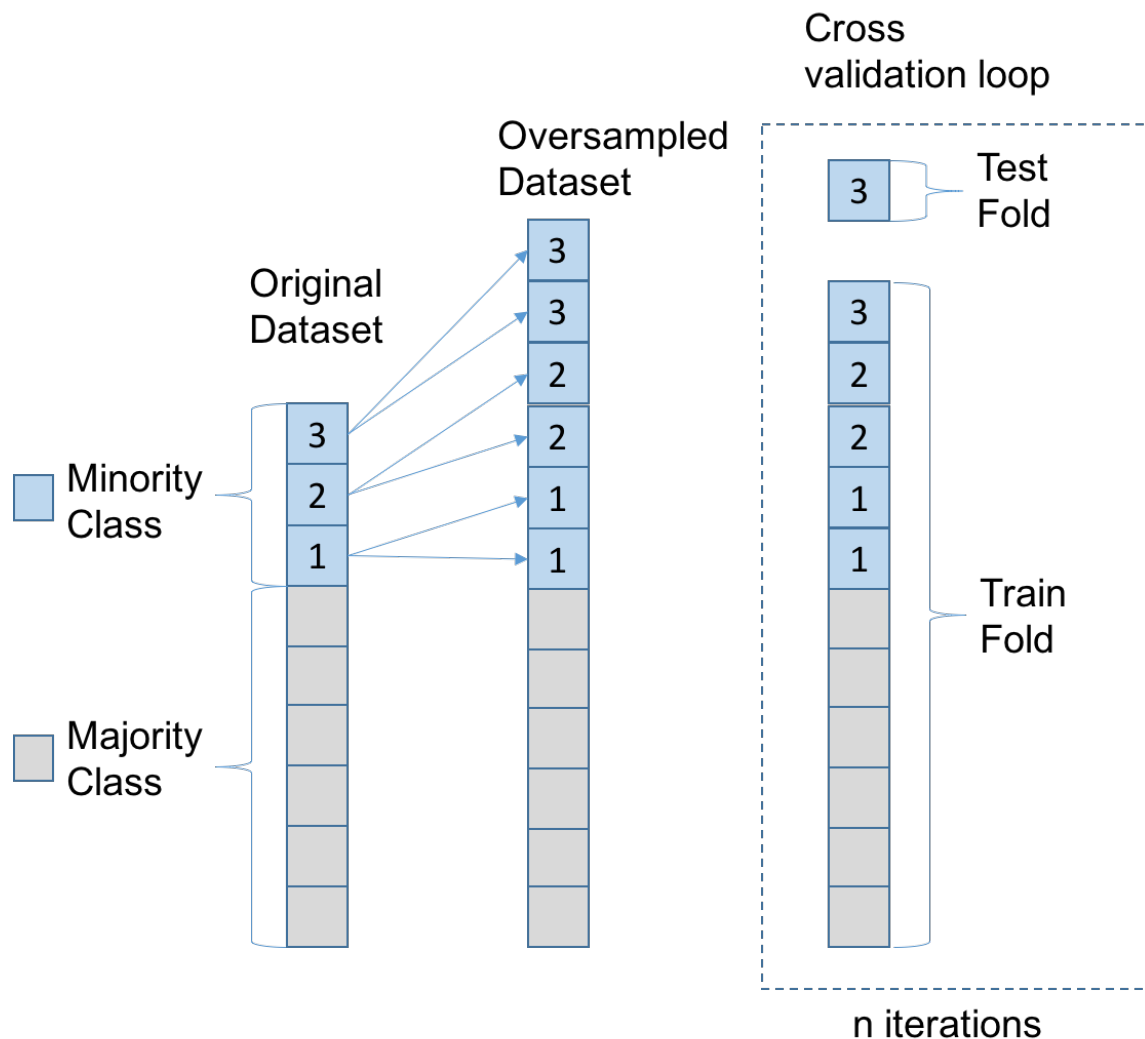 Cross
validation loop
Oversampled
Dataset
Original
Dataset
Minority
Class
Majority
Class
3
2
1
3
3
2
2
1
1
3
Test
Fold
3
2
2
1
1
Train
Fold
n iterations